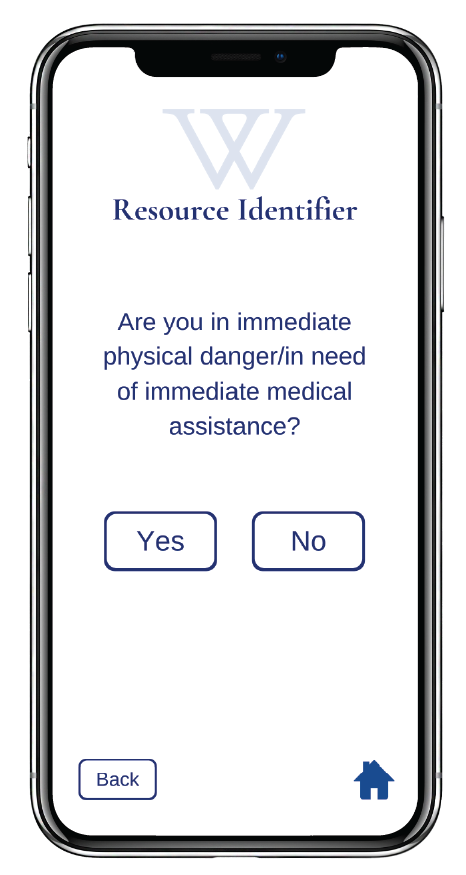 W
Resource Identifier
Are you in immediate
physical danger/in need
of immediate medical
assistance?
Yes No
Back